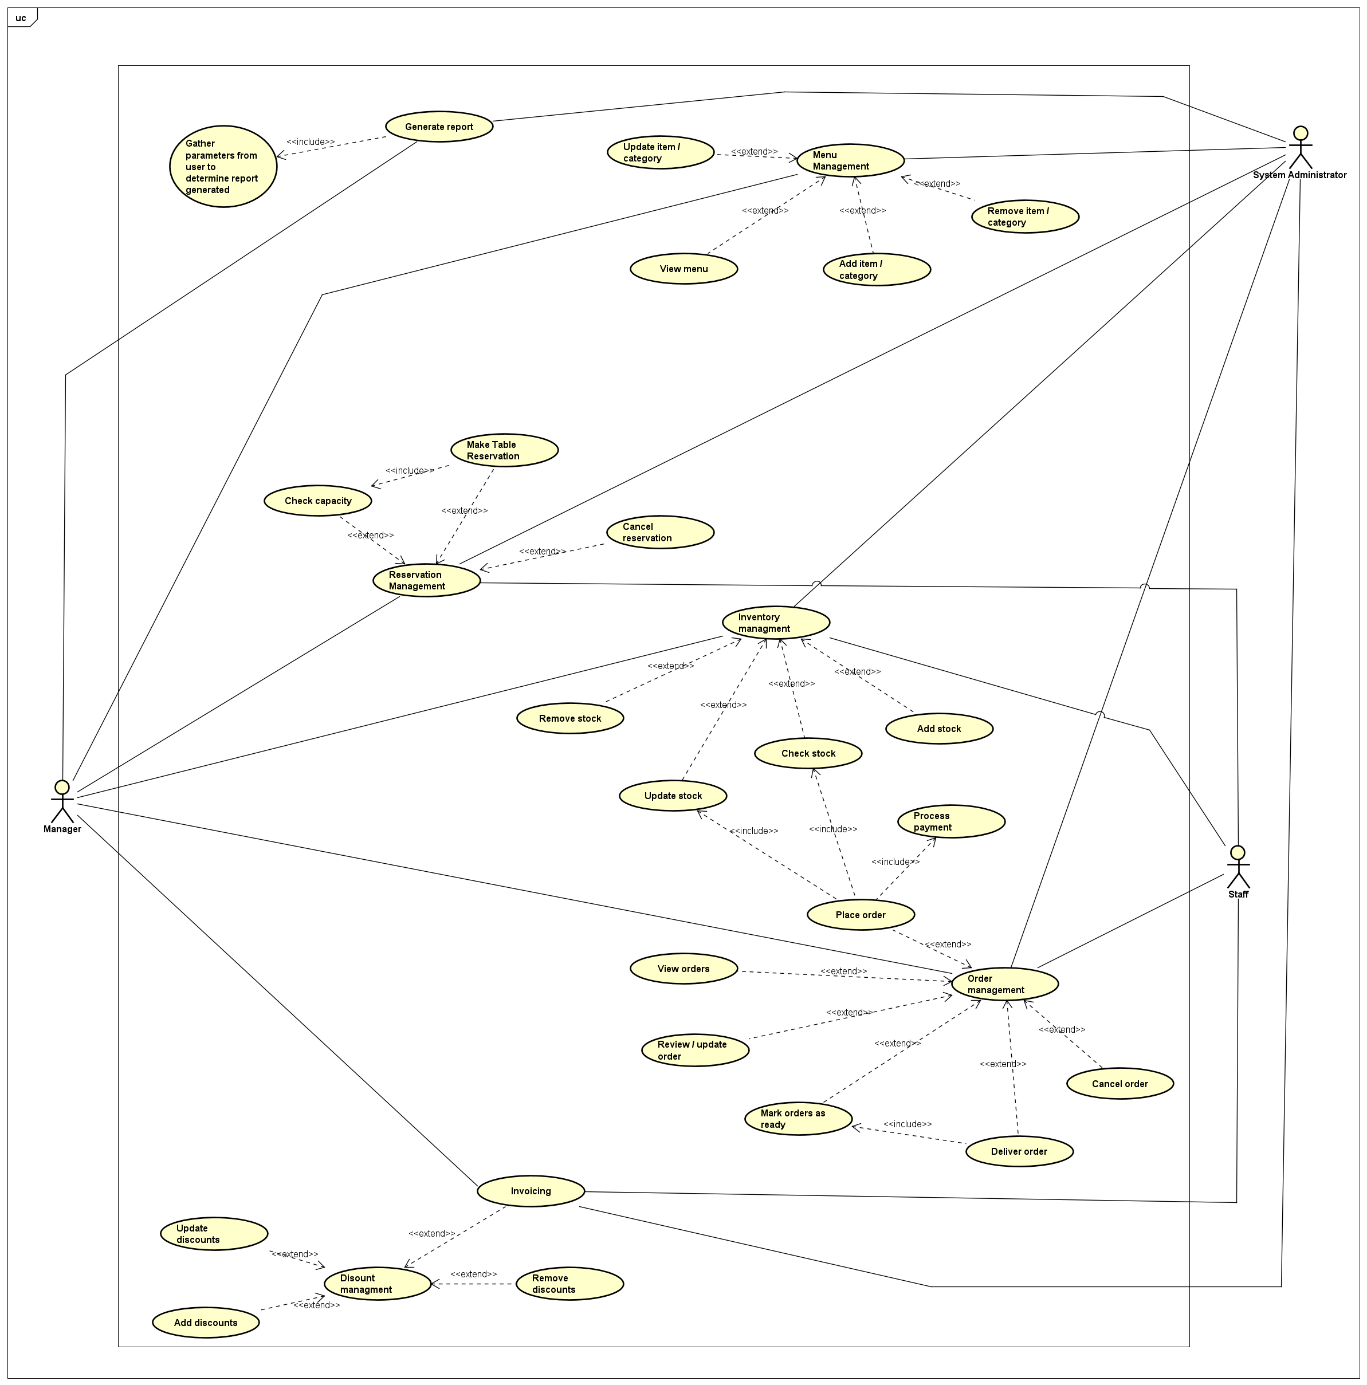 uc
Generate report
<<include>>
Gather
parameters from
user to
determine report
generated
Update item /
category
<<extend>>
Menu
Management
System Administrator
<<extend>>
Remove item /
category
<<extend>>
<<extend>>
View menu
Add item /
category
Make Table
Reservation
<<include>>
Check capacity
<<extend>>
<<extend>>
Cancel
reservation
<<extend>>
Reservation
Management
Inventory
managment
<<extend>>
<<extend>>
<<extend>>
<<extend>>
Remove stock
Add stock
Check stock
Update stock
Manager
Process
payment
<<include>>
<<include>>
<<include>>
Staff
Place order
<<extend>>
View orders
<<extend>>
Order
management
<<extend>>
<<extend>>
<<extend>>
<<extend>>
Review / update
order
Cancel order
Mark orders as
ready
<<include>>
Deliver order
Invoicing
Update
discounts
<<extend>>
<<extend>>
Disount
managment
<<extend>>
Remove
discounts
<<extend>>
Add discounts